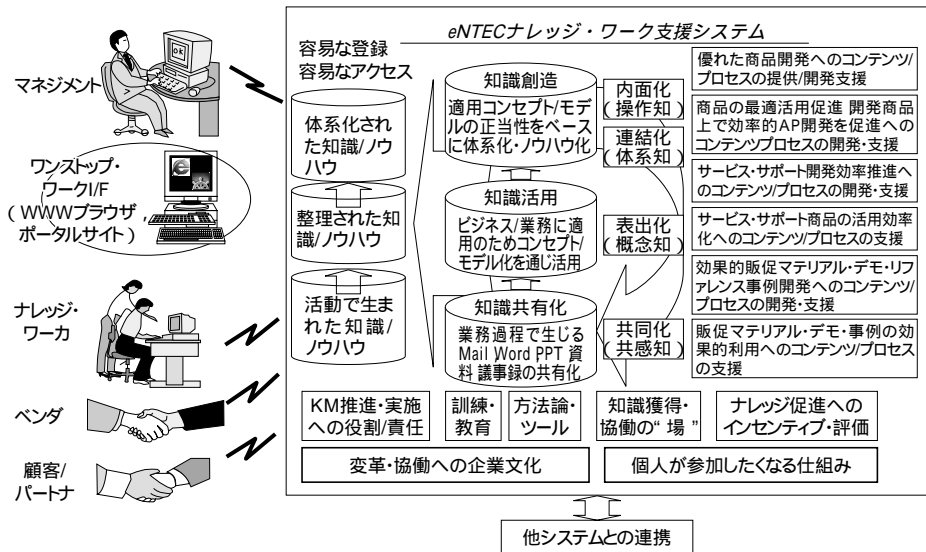 eNTECナレッジ・ワーク支援システム
マネジメント
ok
ワンストップ・
ワークI/F
(WWWブラウザ
ポータルサイト)
ナレッジ・
ワーカ
ベンダ
顧客/
パートナ
容易な登録
容易なアクセス
体系化され
た知識/ノウ
ハウ
整理された知
識/ノウハウ
活動で生ま
れた知識/
ノウハウ
知識創造
適用コンセプト/モデ
ルの正当性をベース
に体系化・ノウハウ化
知識活用
ビジネス/業務に適
用のためコンセプト/
モデル化を通じ活用
知識共有化
業務過程で生じる
Mail Word PPT 資
料 議事録の共有化
内面化
(操作知)
連結化
(体系知)
表出化
(概念知)
共同化
(共感知)
優れた商品開発へのコンテンツ/
プロセスの提供/開発支援
商品の最適活用促進 開発商品
上で効率的AP開発を促進への
コンテンツプロセスの開発・支援
サービス・サポート開発効率推進へ
のコンテンツ/プロセスの開発・支援
サービス・サポート商品の活用効率
化へのコンテンツ/プロセスの支援
効果的販促マテリアル・デモ・リフ
ァレンス事例開発へのコンテンツ/
プロセスの開発・支援
販促マテリアル・デモ・事例の効
果的利用へのコンテンツ/プロセス
の支援
KM推進・実施
への役割/責任
訓練・
教育
方法論・
ツール
知識獲得・
協働の“場”
ナレッジ促進への
インセンティブ・評価
変革・協働への企業文化
個人が参加したくなる仕組み
他システムとの連携